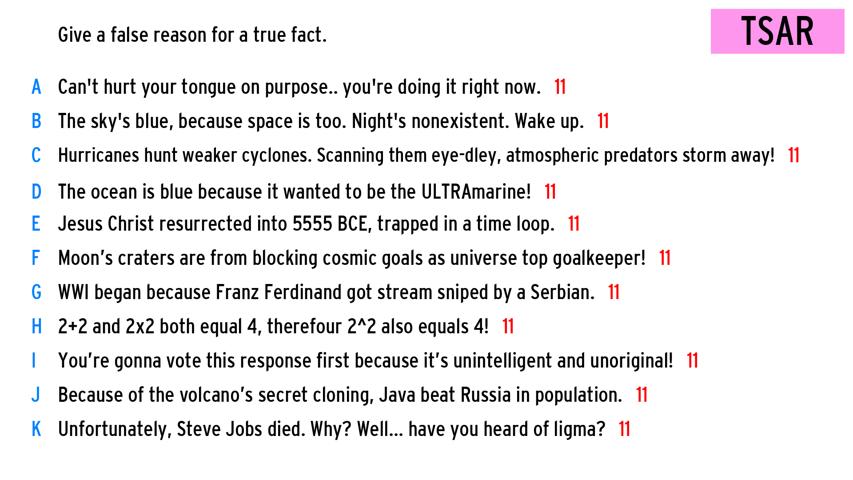 Give a false reason for a true fact.
TSAR
A Can't hurt your tongue on purpose.. you're doing it right now. 11
B The sky's blue, because space is too. Night's nonexistent. Wake up. 11
C Hurricanes hunt weaker cyclones. Scanning them eye-dley, atmospheric predators storm away! 11
D The ocean is blue because it wanted to be the ULTRAmarine! 11
E Jesus Christ resurrected into 5555 BCE, trapped in a time loop. 11
F Moon’s craters are from blocking cosmic goals as universe top goalkeeper! 11
G WWI began because Franz Ferdinand got stream sniped by a Serbian. 11
H 2+2 and 2x2 both equal 4, therefour 2^2 also equals 4! 11
I You’re gonna vote this response first because it’s unintelligent and unoriginal! 11
J Because of the volcano’s secret cloning, Java beat Russia in population. 11
K Unfortunately, Steve Jobs died. Why? Well... have you heard of ligma? 11